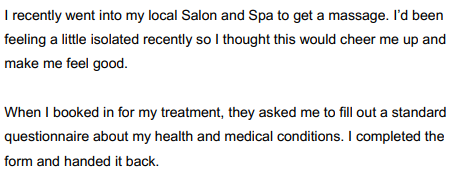 I recently went into my local Salon and Spa to get a massage. I'd been
feeling a little isolated recently so I thought this would cheer me up and
make me feel good.
When I booked in for my treatment, they asked me to fill out a standard
questionnaire about my health and medical conditions. I completed the
form and handed it back.